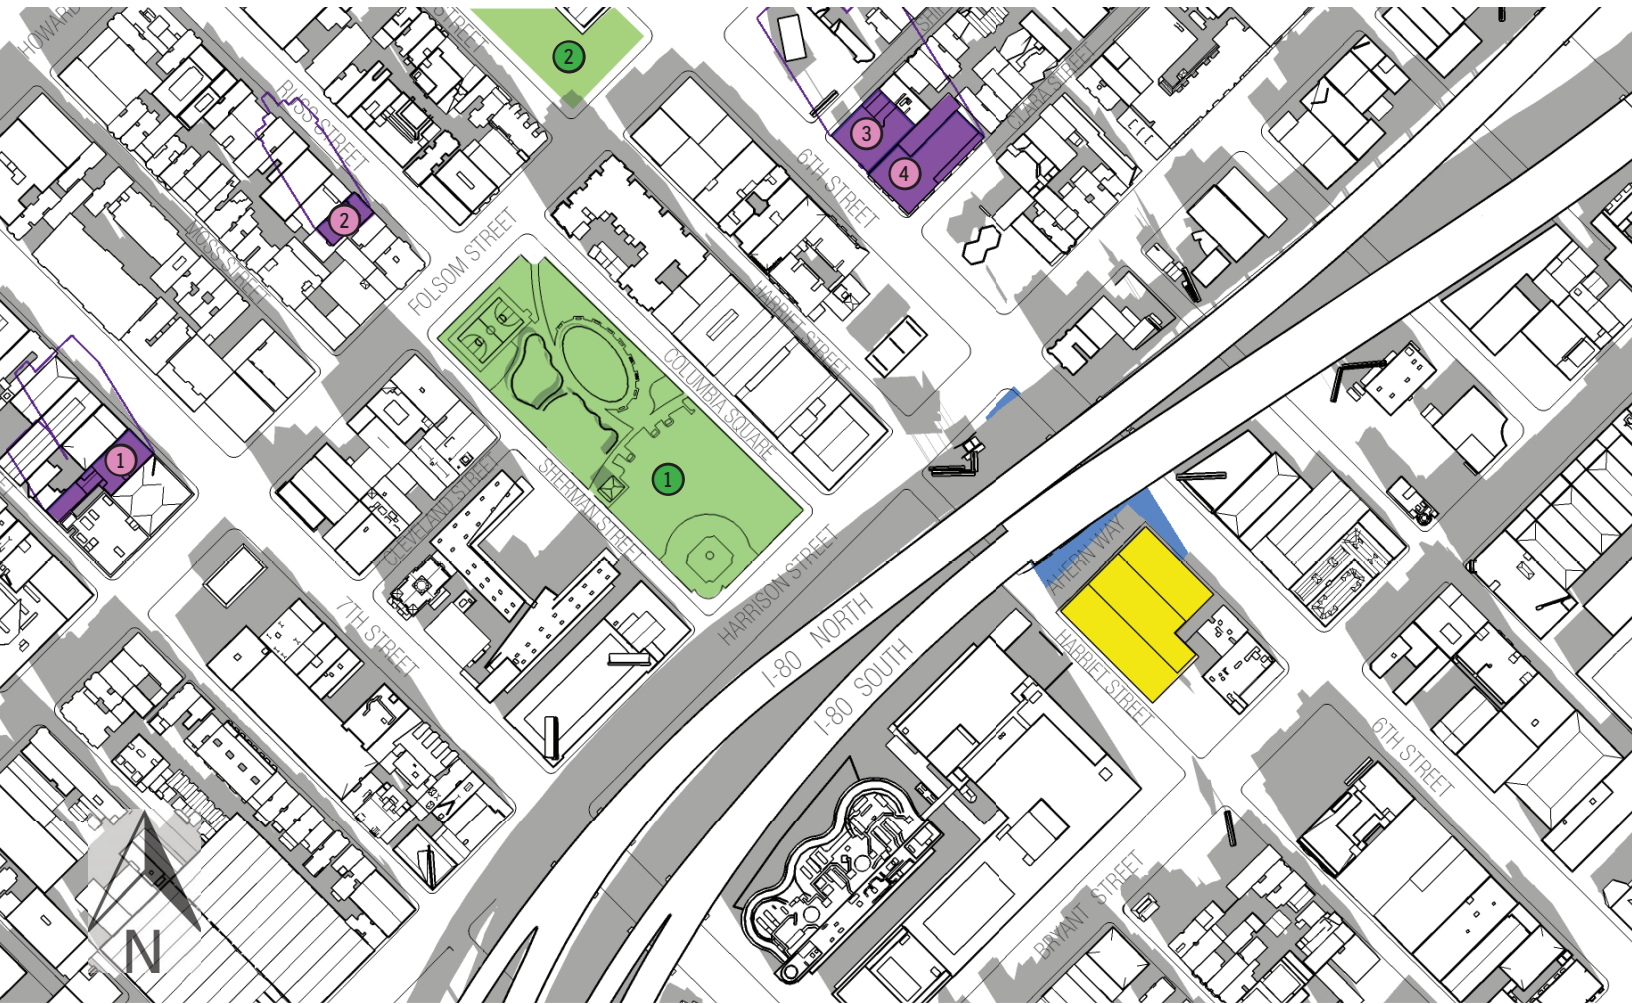 HOWARD
STREET
2
RUSS STREET
3
4
CLARA STREET
6TH STREET
2
MOSS STREET
FOLSOM STREET
HARRIET STREET
COLUMBIA SQUARE
1
1
CLEVELAND STREET
SHERMAN STREET
HARRISON STREET
AHERN WAY
7TH STREET
I-80 NORTH
I-80 SOUTH
HARRIET STREET
6TH STREET
BRYANT STREET
N